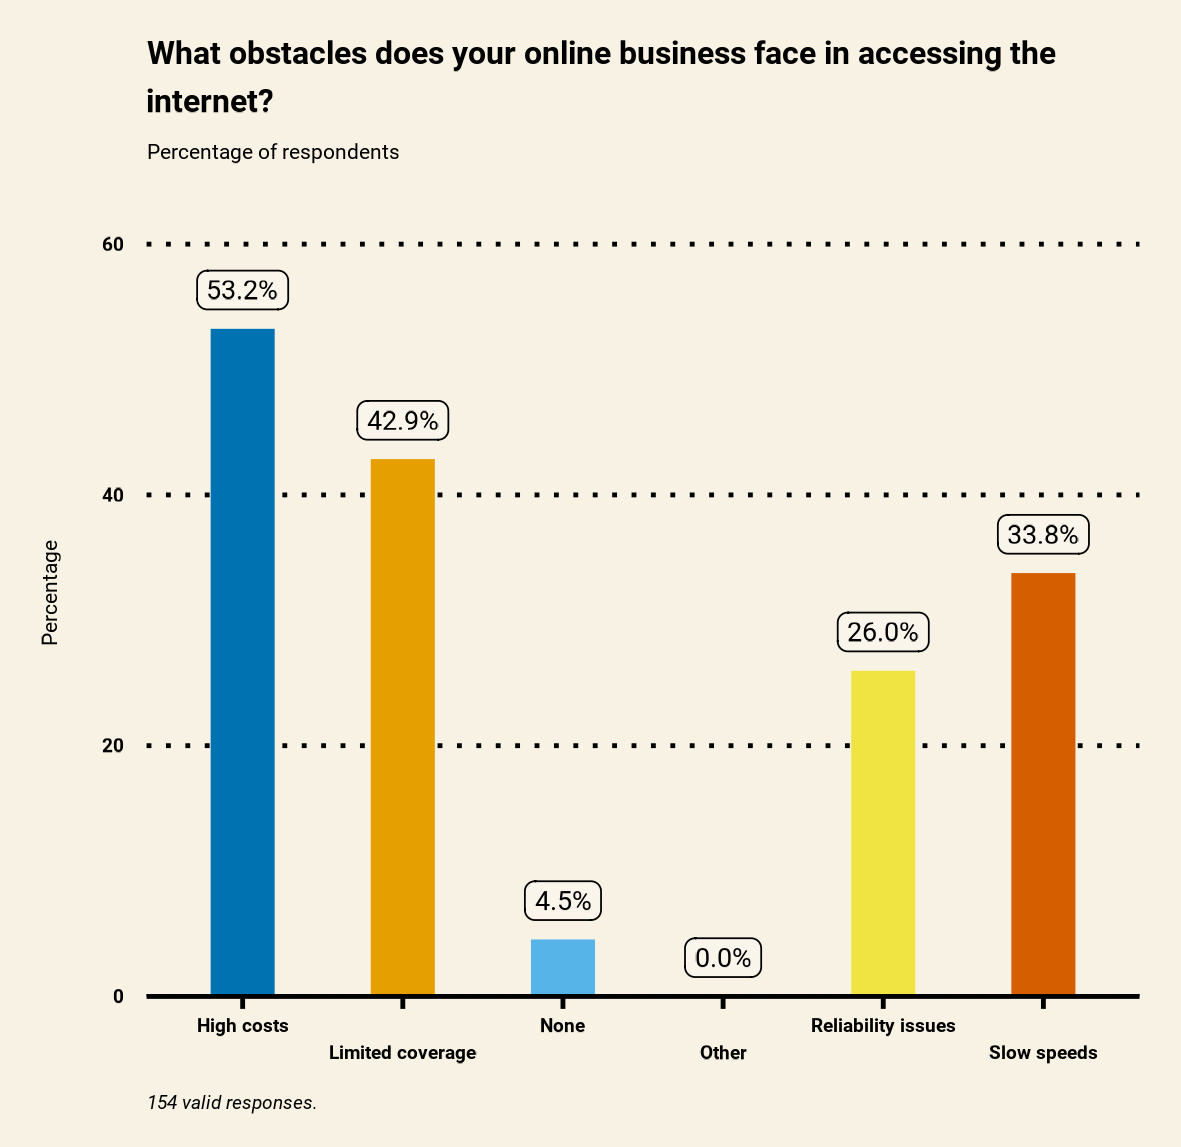 What obstacles does your online business face in accessing the
internet?
Percentage of respondents
60
53.2%
42.9%
40
33.8%
Percentage
26.0%
20
4.5%
0.0%
0
High costs
None
Reliability issues
Limited coverage
Other
Slow speeds
154 valid responses.